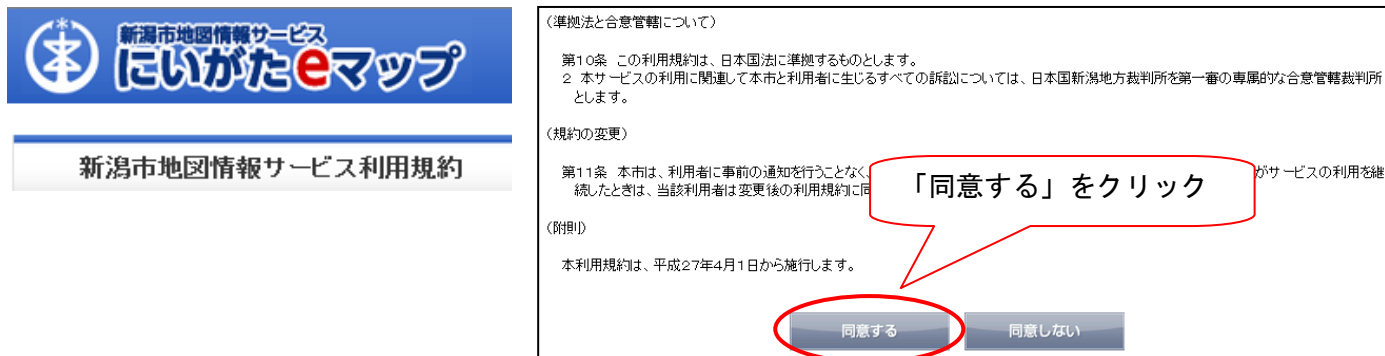 新潟市地図情報サービス
にいがたeマップ
新潟市地図情報サービス利用規約
（準拠法と合意管轄について）
第10条 この利用規約は、日本国法に準拠するものとします。
2 本サービスの利用に関連して本市と利用者に生じるすべての訴訟については、日本国新潟地方裁判所を第一審の専属的な合意管轄裁判所
とします。
（規約の変更）
第11条 本市は、利用者に事前の通知を行うことなく、
がサービスの利用を継
続したときは、当該利用者は変更後の利用規約に同
「同意する」をクリック
（附則）
本利用規約は、平成27年4月1日から施行します。
同意する
同意しない